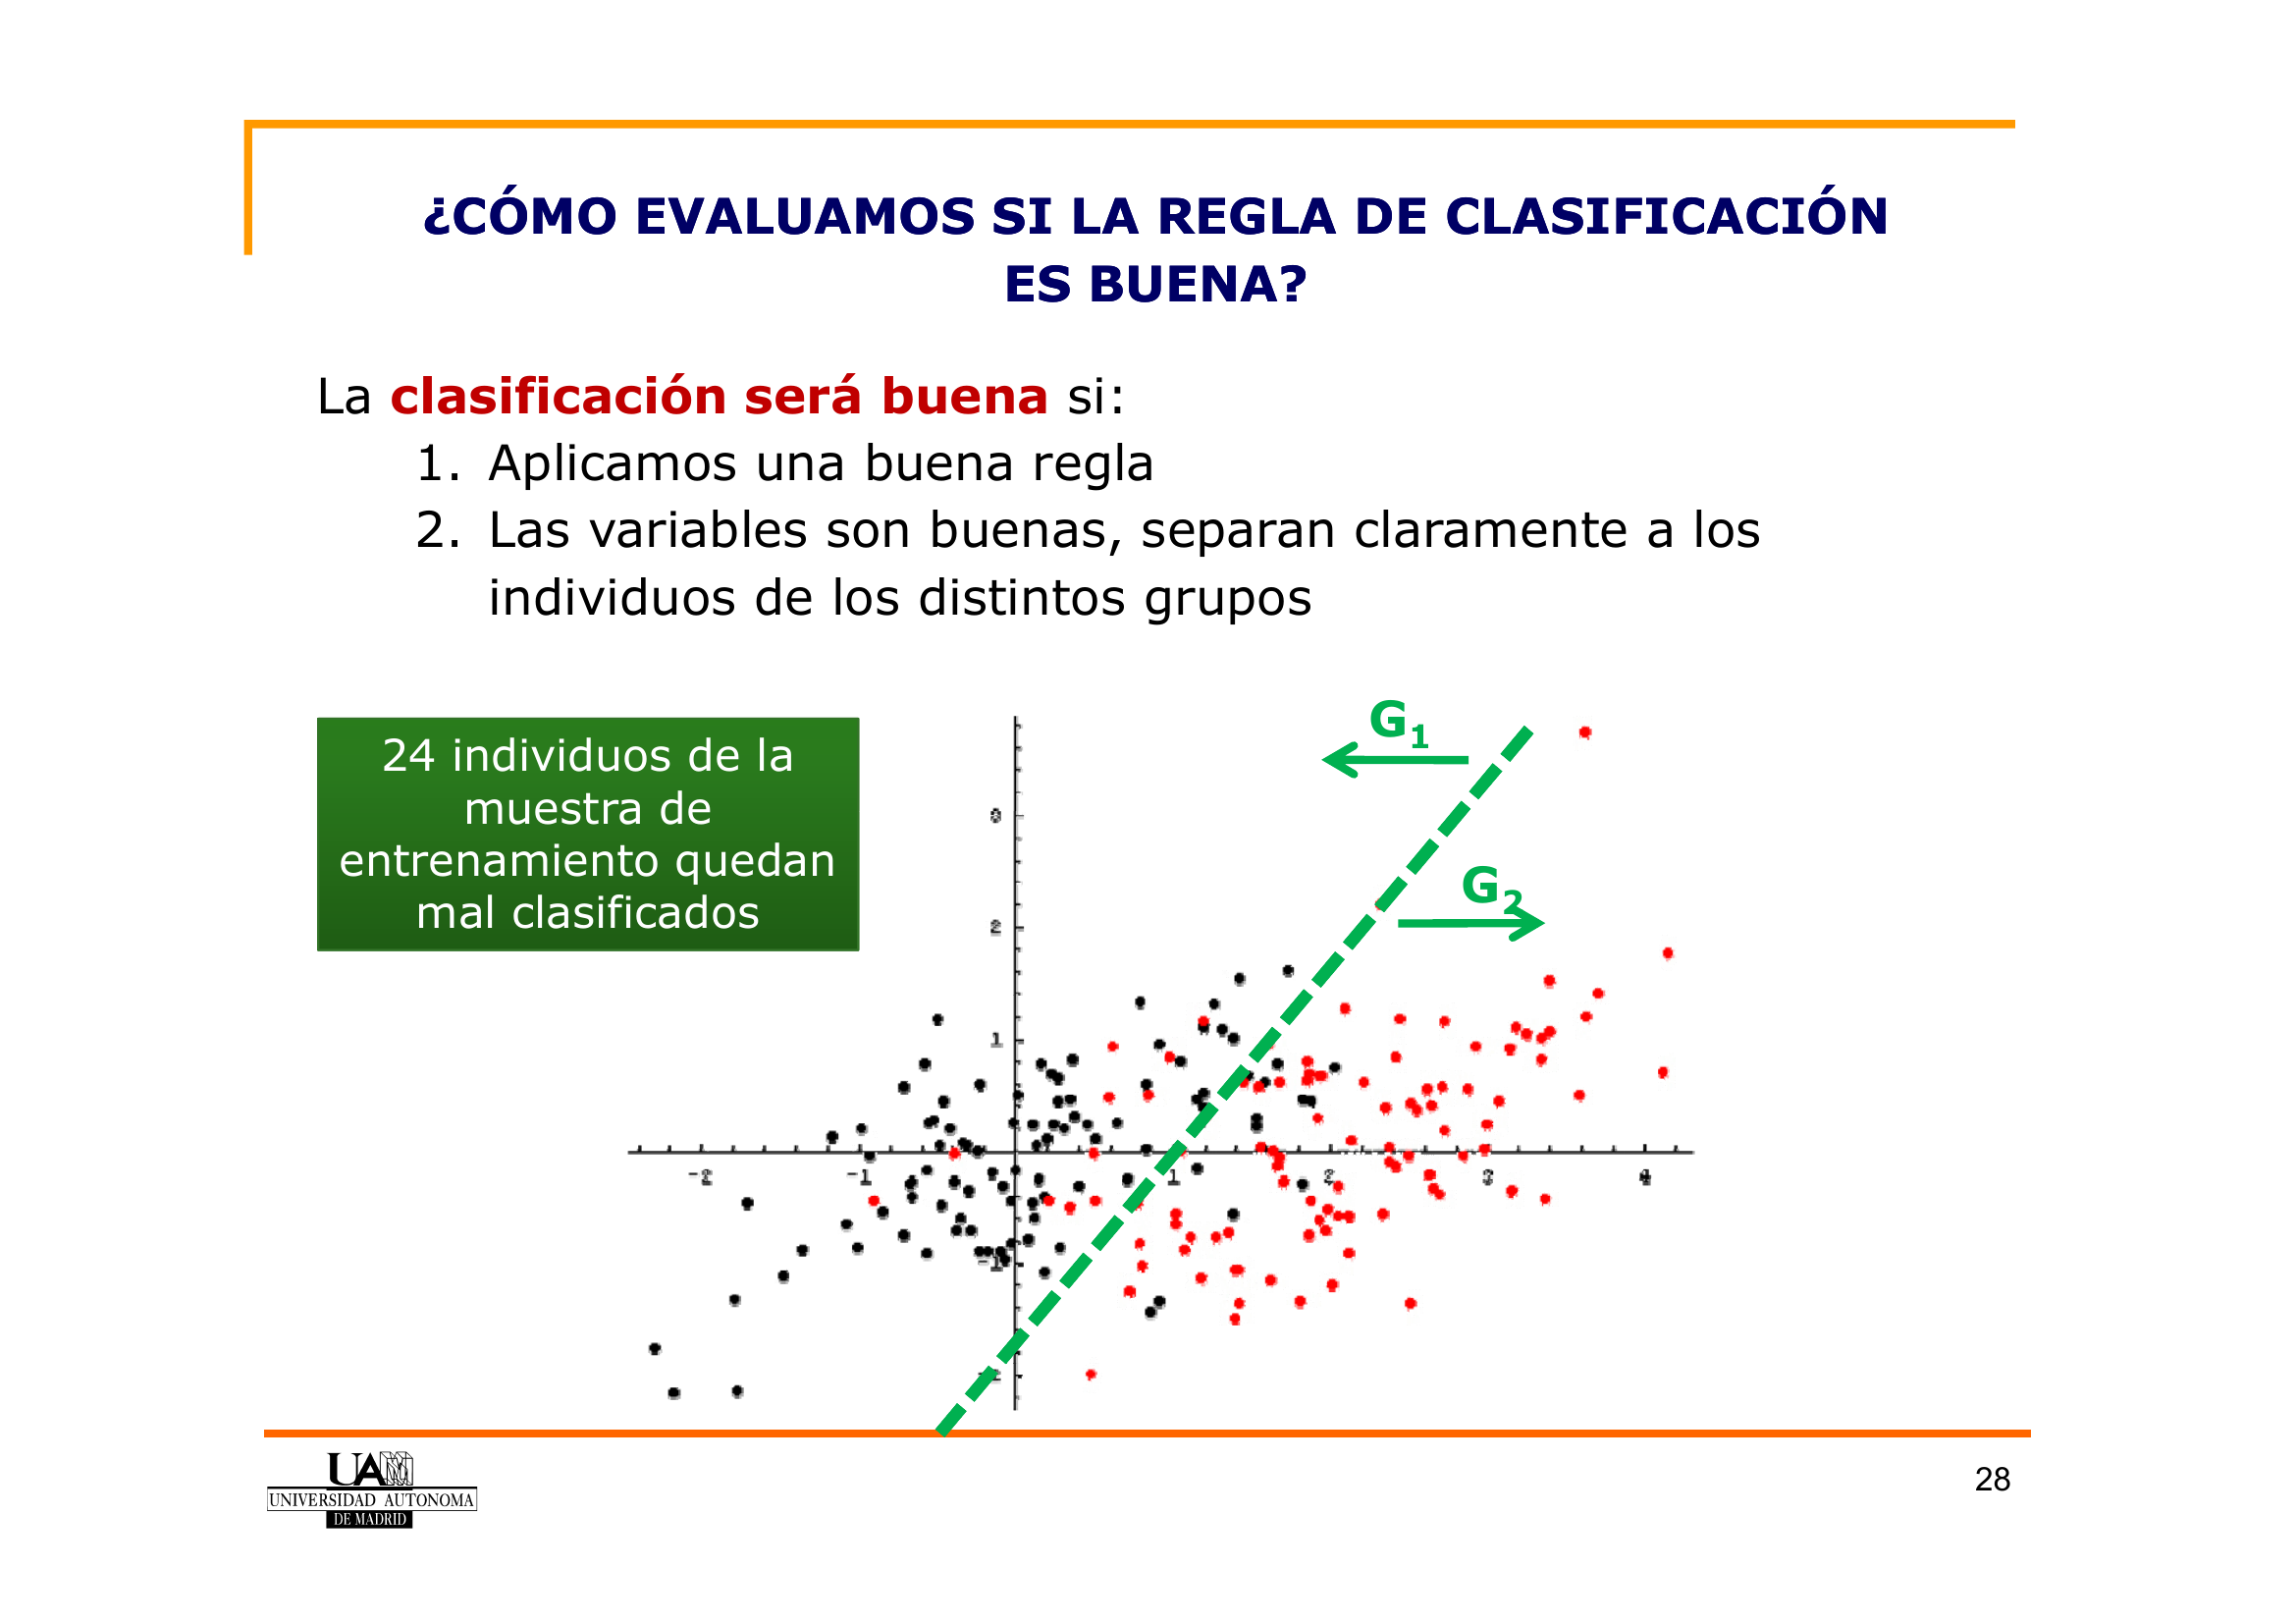 ¿CÓMO EVALUAMOS SI LA REGLA DE CLASIFICACIÓN
ES BUENA?
La clasificación será buena si:
1. Aplicamos una buena regla
2. Las variables son buenas, separan claramente a los
individuos de los distintos grupos
24 individuos de la
muestra de
entrenamiento quedan
mal clasificados
G1
G2
3
2
1
-2 -1 1 2 3 4
-1
-2
UAM
UNIVERSIDAD AUTONOMA
DE MADRID
28